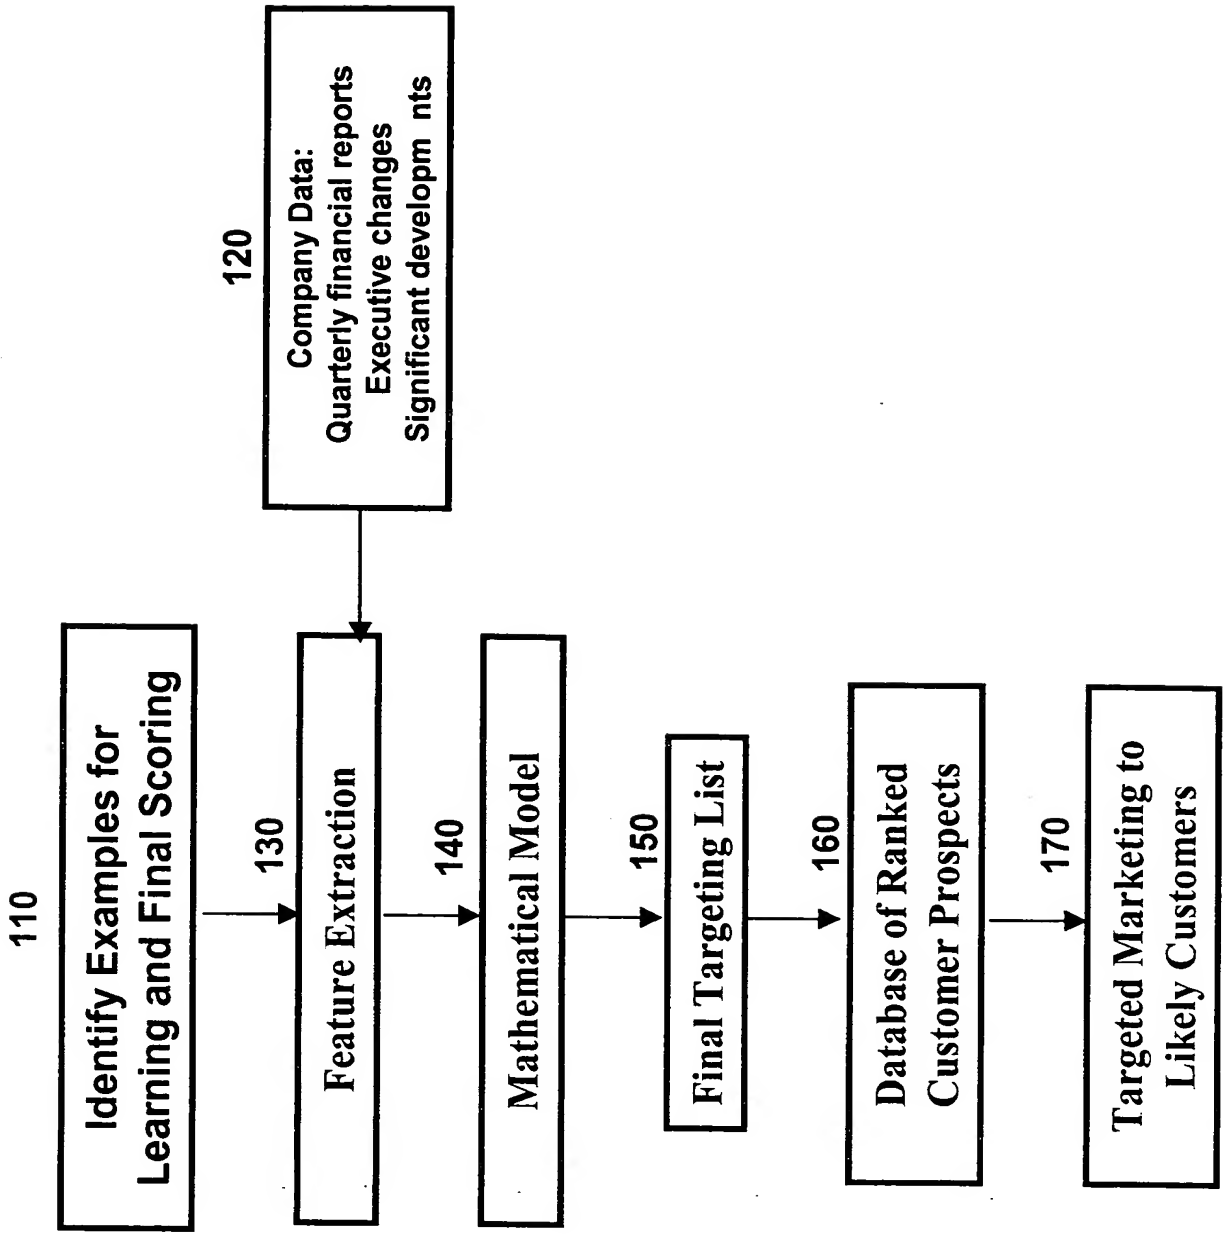 110
Identify Examples for
Learning and Final Scoring
120
Company Data:
Quarterly financial reports
Executive changes
Significant developm nts
130
Feature Extraction
140
Mathematical Model
150
Final Targeting List
160
Database of Ranked
Customer Prospects
170
Targeted Marketing to
Likely Customers